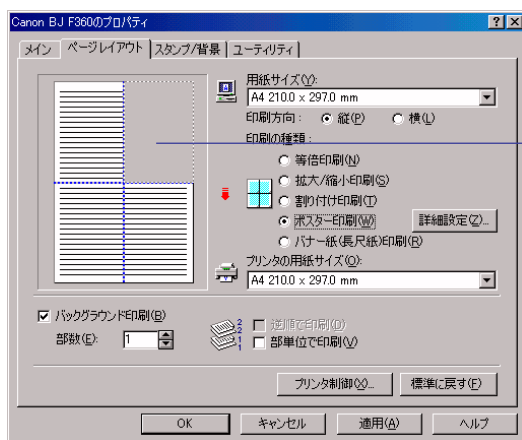 Canon BJ F360のプロパティ
メイン ページレイアウト スタンプ/背景 ユーティリティ
用紙サイズ(Y):
A4 210.0 x 297.0 mm
印刷方向: 縦(P) 横(L)
印刷の種類:
等倍印刷(N)
拡大/縮小印刷(S)
割り付け印刷(T)
ポスター印刷(W) 詳細設定(Z)...
バナー紙(長尺紙)印刷(R)
プリンタの用紙サイズ(O):
A4 210.0 x 297.0 mm
バックグラウンド印刷(B)
部数(E): 1
2 2
1 1
逆順で印刷(D)
部単位で印刷(V)
プリンタ制御(X)... 標準に戻す(F)
OK キャンセル 適用(A) ヘルプ